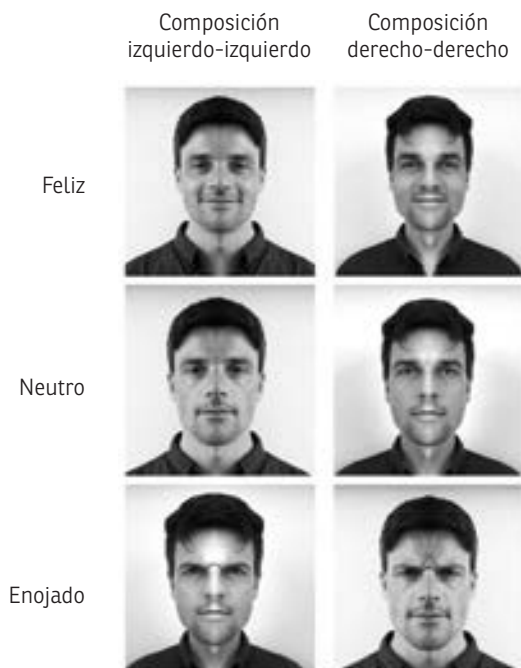 Composición
izquierdo-izquierdo
Composición
derecho-derecho
Feliz
Neutro
Enojado